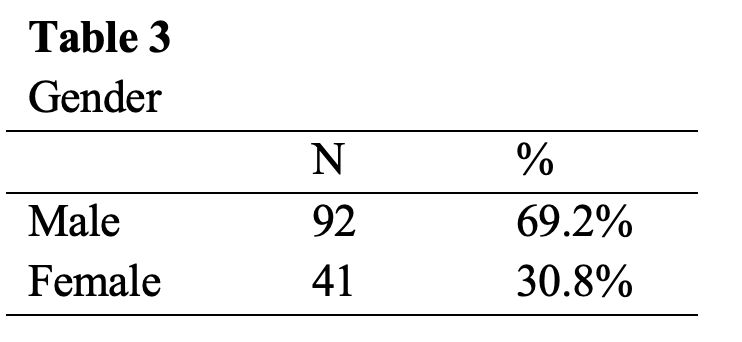 Table 3
Gender
N %
Male 92 69.2%
Female 41 30.8%